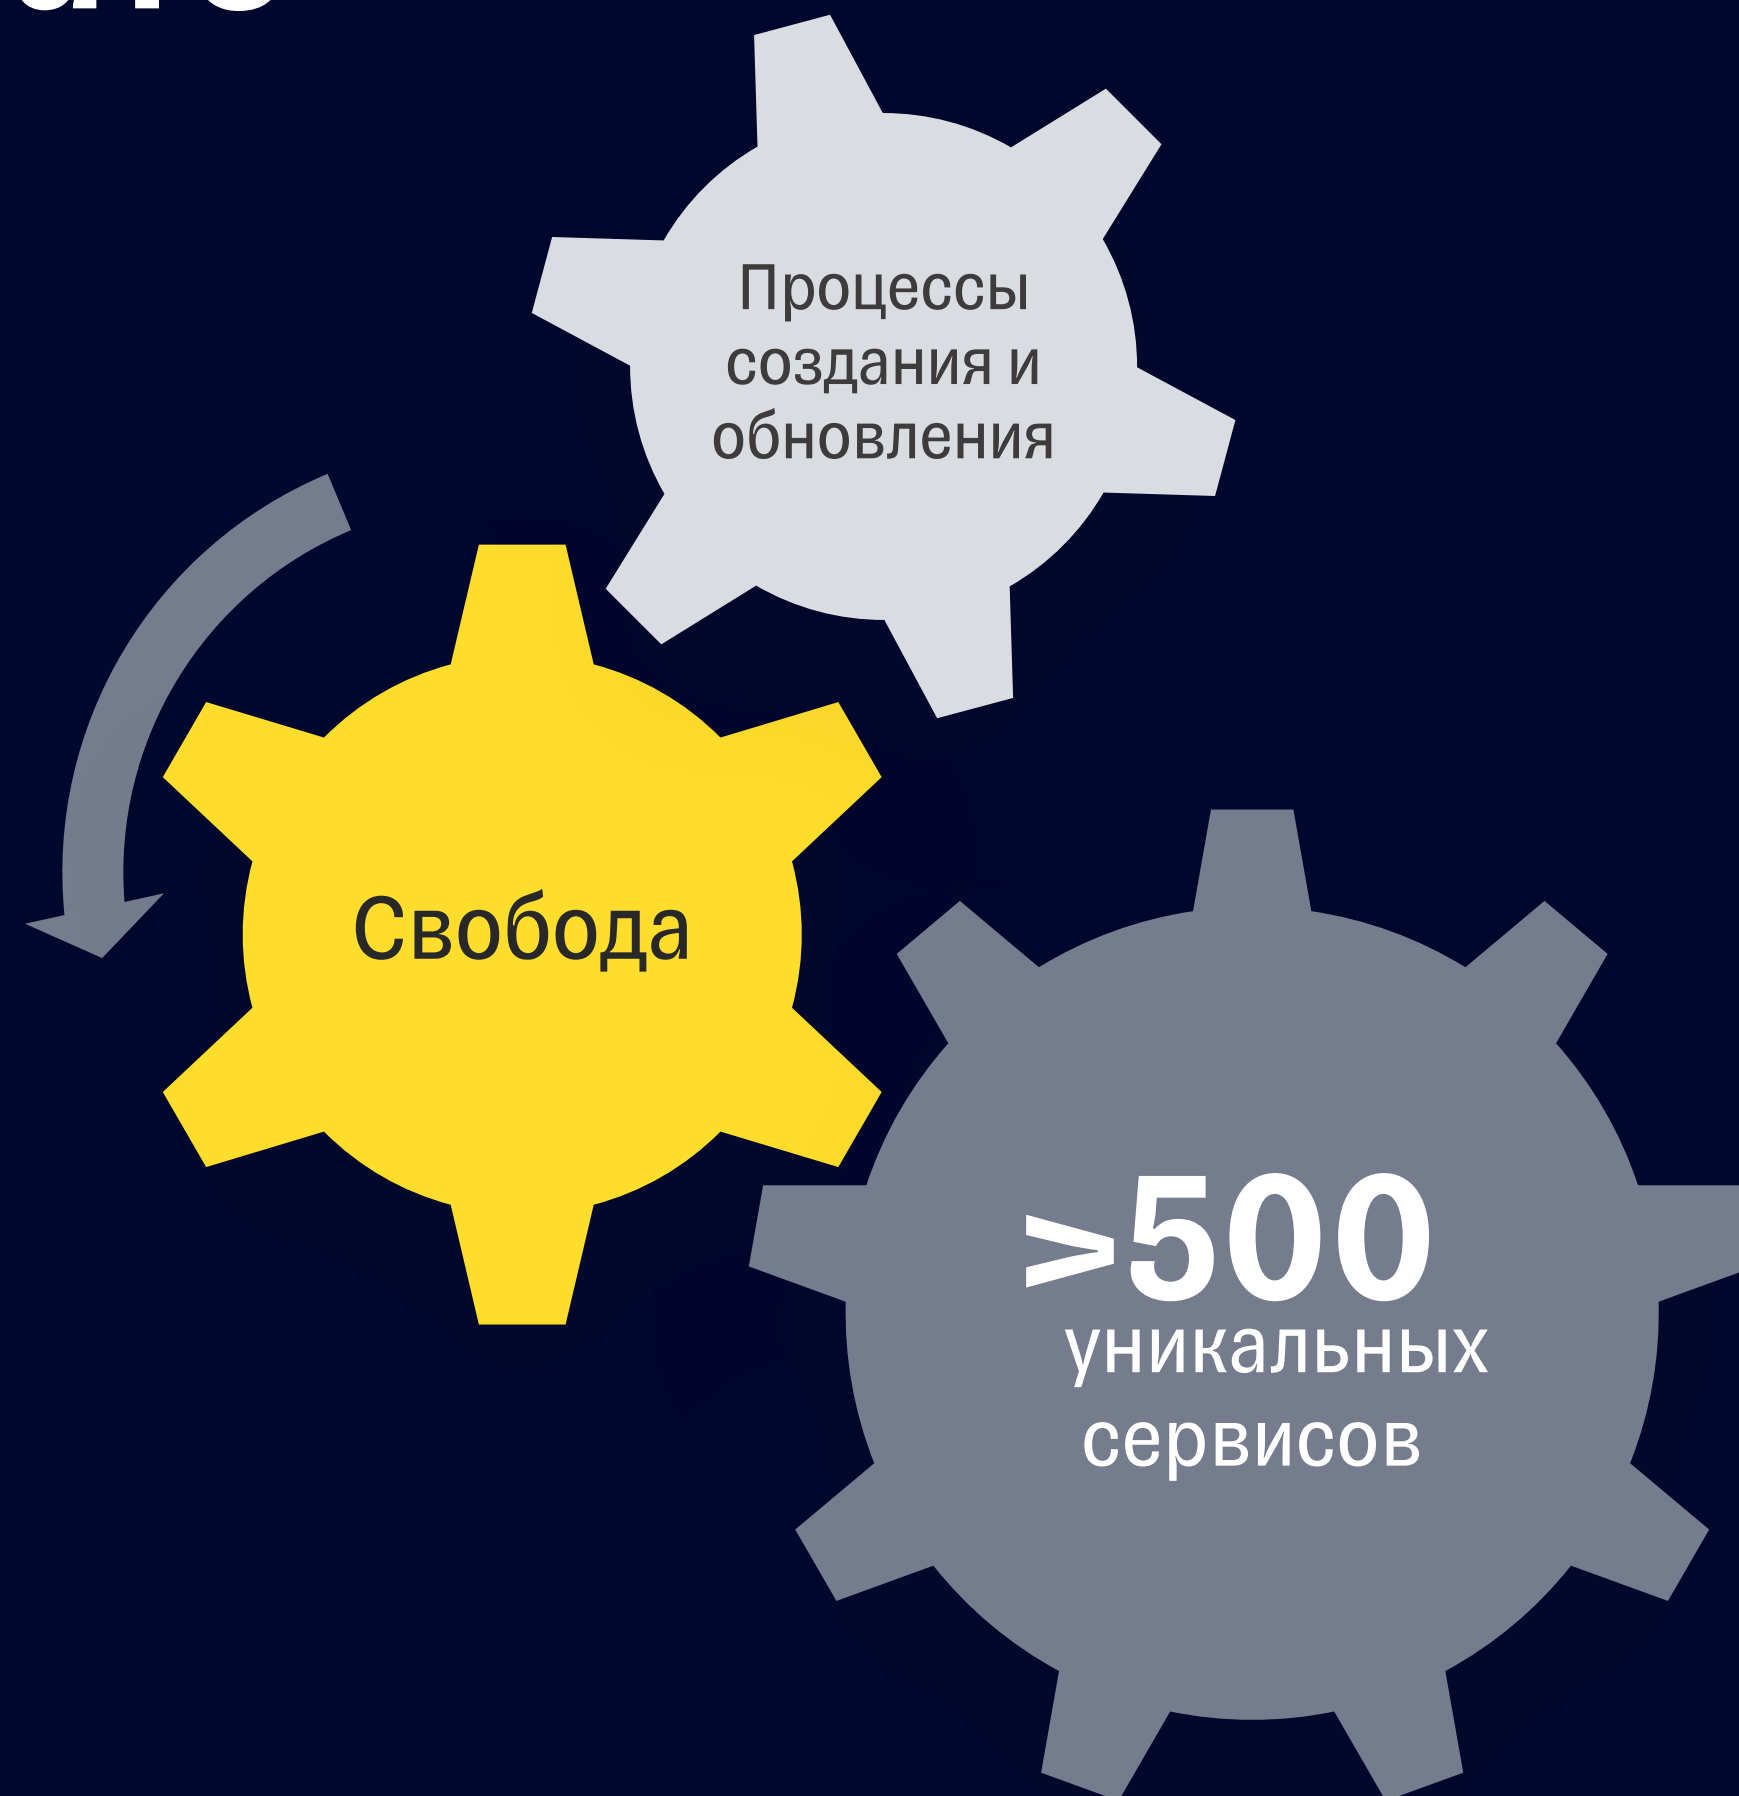 Процессы
создания и
обновления
Свобода
>500
уникальных
сервисов